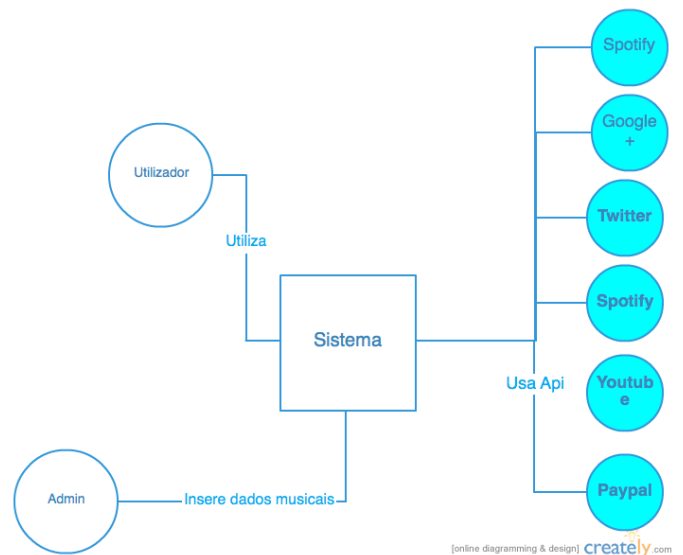 Spotify
Google
+
Utilizador
Twitter
Utiliza
Spotify
Sistema
Usa Api
Youtub
e
Paypal
Admin
Insere dados musicais
[online diagramming & design] creately.com